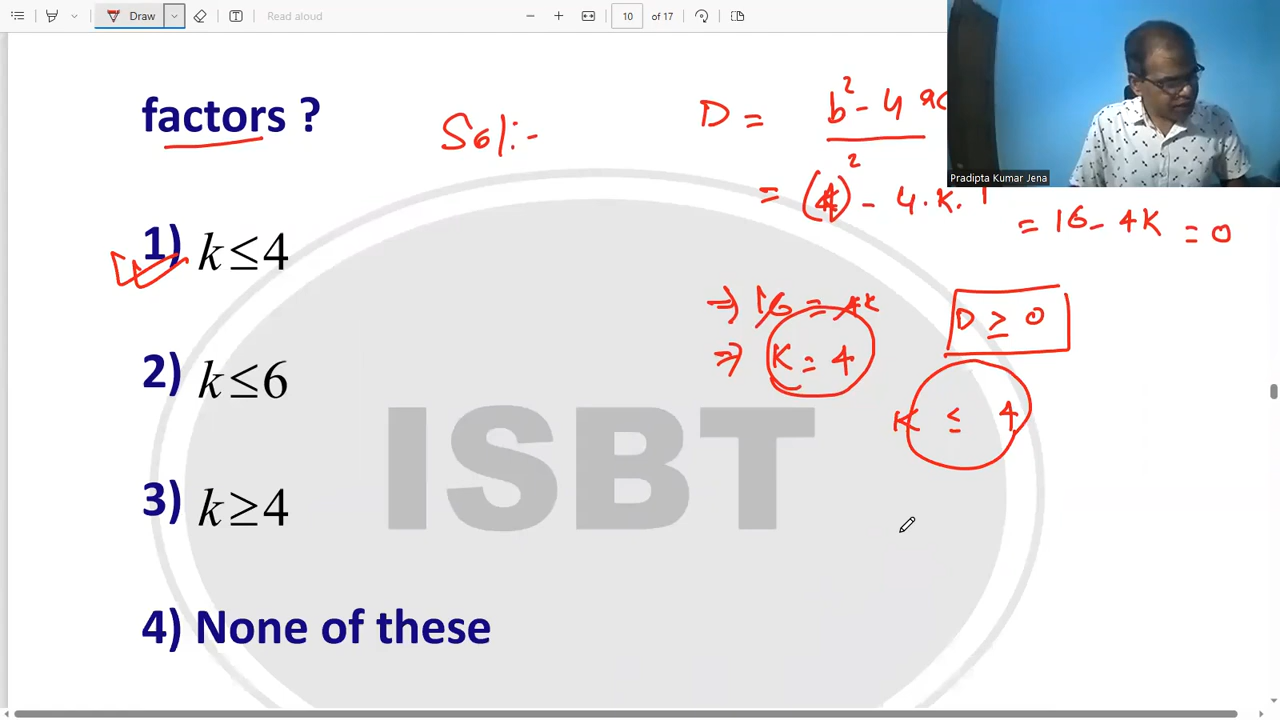 Draw
Read aloud
10 of 17
Pradipta Kumar Jena
factors ?
Sol:-
D = b² - 4
= (4)² - 4.K.1
= 16 - 4K = 0
1) k≤4
⇒ 16 = 4K
D ≥ 0
⇒ K = 4
2) k≤6
K ≤ 4
ISBT
3) k≥4
4) None of these